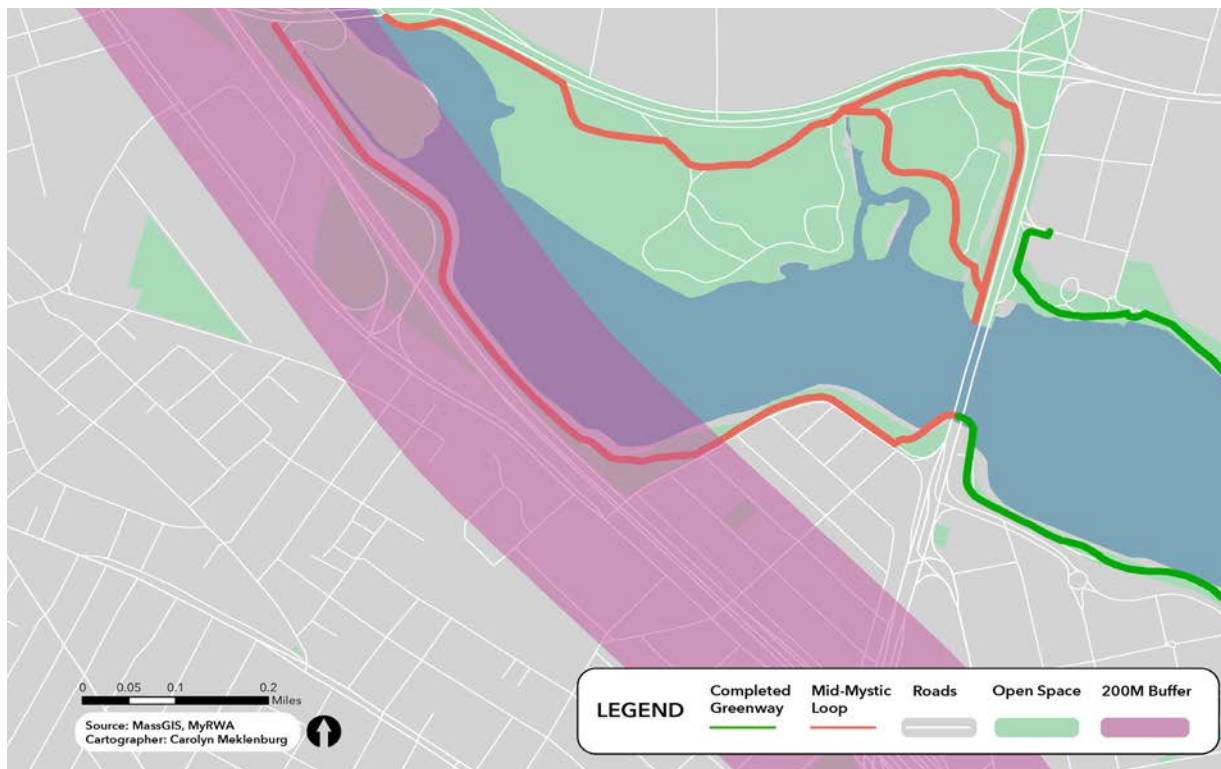 0 0.05 0.1 0.2
Miles
Source: MassGIS, MyRWA
Cartographer: Carolyn Meklenburg
LEGEND
Completed
Greenway
Mid-Mystic
Loop
Roads
Open Space
200M Buffer